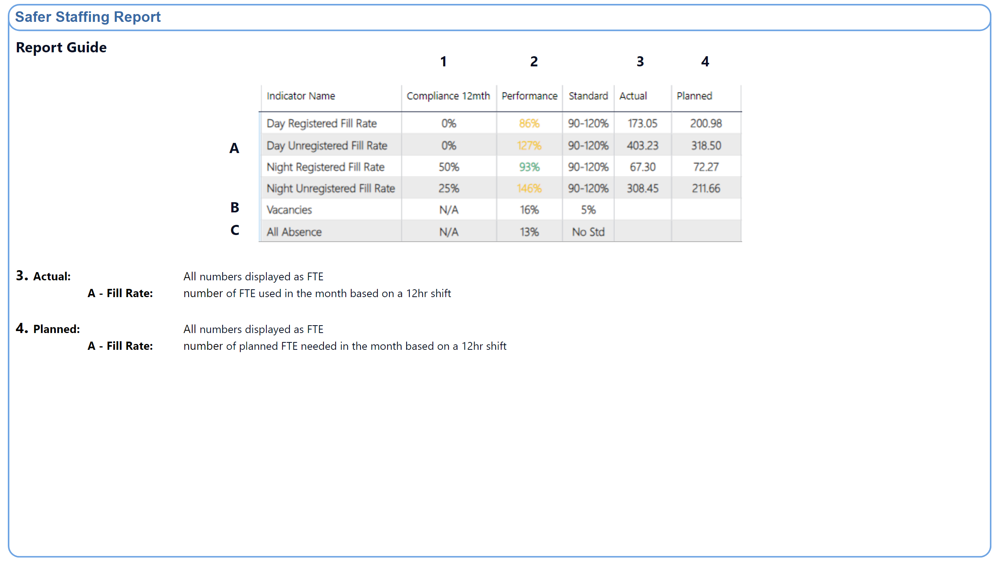 Safer Staffing Report
Report Guide
1 2 3 4
Indicator Name Compliance 12mth Performance Standard Actual Planned
Day Registered Fill Rate 0% 86% 90-120% 173.05 200.98
A Day Unregistered Fill Rate 0% 127% 90-120% 403.23 318.50
Night Registered Fill Rate 50% 93% 90-120% 67.30 72.27
Night Unregistered Fill Rate 25% 146% 90-120% 308.45 211.66
B Vacancies N/A 16% 5%
C All Absence N/A 13% No Std
3. Actual: All numbers displayed as FTE
A - Fill Rate: number of FTE used in the month based on a 12hr shift
4. Planned: All numbers displayed as FTE
A - Fill Rate: number of planned FTE needed in the month based on a 12hr shift